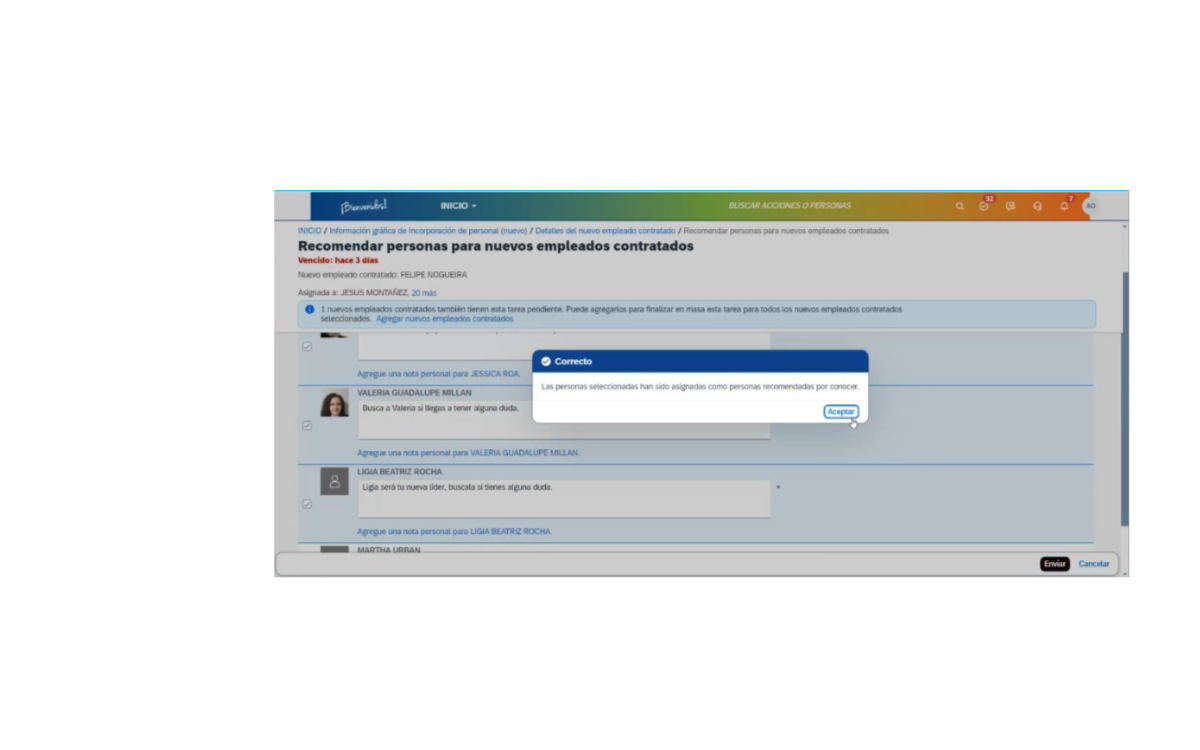 ¡Bienvenidos!
INICIO
BUSCAR ACCIONES O PERSONAS
32
7
AO
INICIO / Información gráfica de Incorporación de personal (nuevo) / Detalles del nuevo empleado contratado / Recomendar personas para nuevos empleados contratados
Recomendar personas para nuevos empleados contratados
Vencido: hace 3 días
Nuevo empleado contratado: FELIPE NOGUEIRA
Asignada a: JESUS MONTAÑEZ, 20 más
1 nuevos empleados contratados también tienen esta tarea pendiente. Puede agregarlos para finalizar en masa esta tarea para todos los nuevos empleados contratados
seleccionados. Agregar nuevos empleados contratados
Correcto
Las personas seleccionadas han sido asignadas como personas recomendadas por conocer.
Aceptar
Agregue una nota personal para JESSICA ROA.
VALERIA GUADALUPE MILLAN
Busca a Valeria si llegas a tener alguna duda.
Agregue una nota personal para VALERIA GUADALUPE MILLAN.
LIGIA BEATRIZ ROCHA
Ligia será tu nueva líder, buscala si tienes alguna duda.
*
Agregue una nota personal para LIGIA BEATRIZ ROCHA.
MARTHA URBAN
Enviar
Cancelar